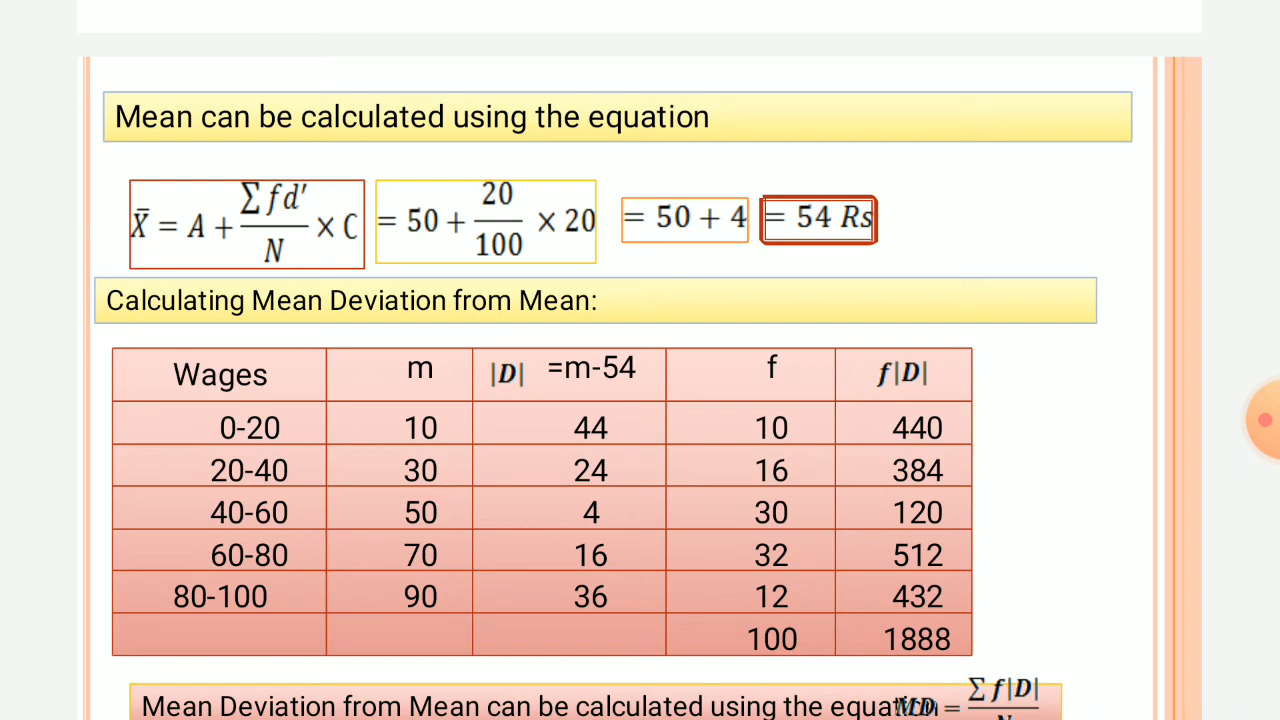 Mean can be calculated using the equation
X̄ = A + ∑fd′/N × C = 50 + 20/100 × 20 = 50 + 4 = 54 Rs
Calculating Mean Deviation from Mean:
Wages m |D| =m-54 f f|D|
0-20 10 44 10 440
20-40 30 24 16 384
40-60 50 4 30 120
60-80 70 16 32 512
80-100 90 36 12 432
100 1888
Mean Deviation from Mean can be calculated using the equation MD = ∑f|D|/N